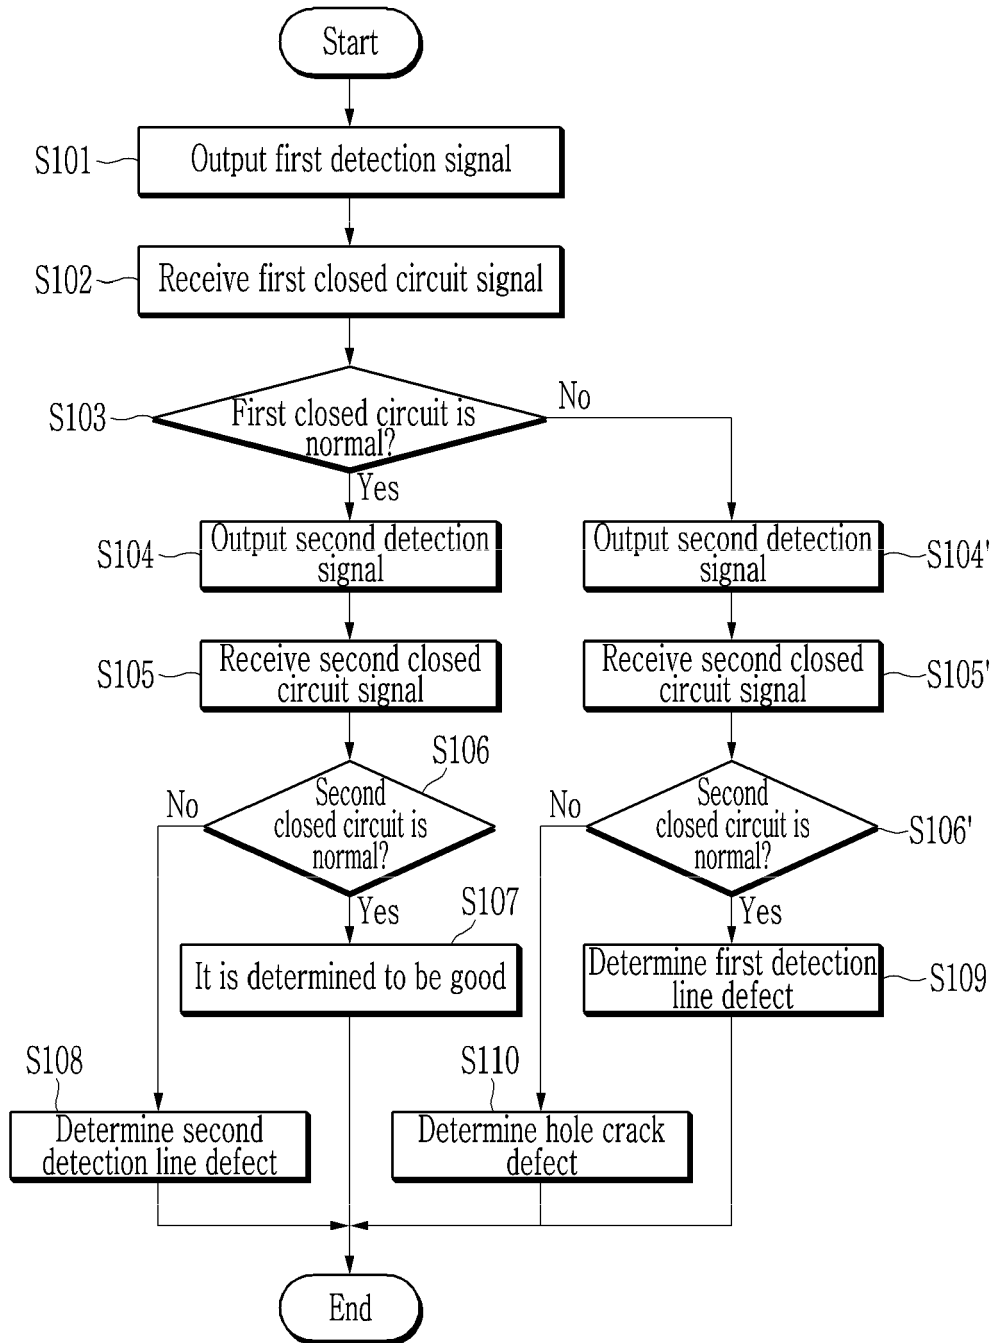 Start
S101
Output first detection signal
S102
Receive first closed circuit signal
S103
First closed circuit is
normal?
No
Yes
S104
Output second detection
signal
Output second detection
signal
S104'
S105
Receive second closed
circuit signal
Receive second closed
circuit signal
S105'
S106
No
Second
closed circuit is
normal?
No
Second
closed circuit is
normal?
S106'
Yes
S107
Yes
It is determined to be good
Determine first detection
line defect
S109
S108
S110
Determine second
detection line defect
Determine hole crack
defect
End